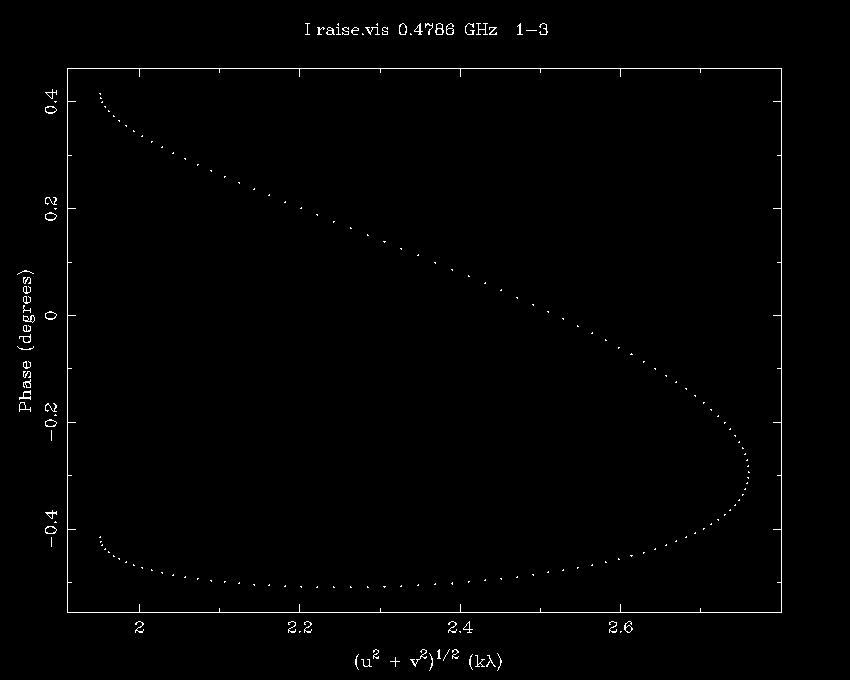 I raise.vis 0.4786 GHz 1-3
0.4
0.2
0
-0.2
-0.4
Phase (degrees)
2 2.2 2.4 2.6
(u² + v²)^1/2 (kλ)